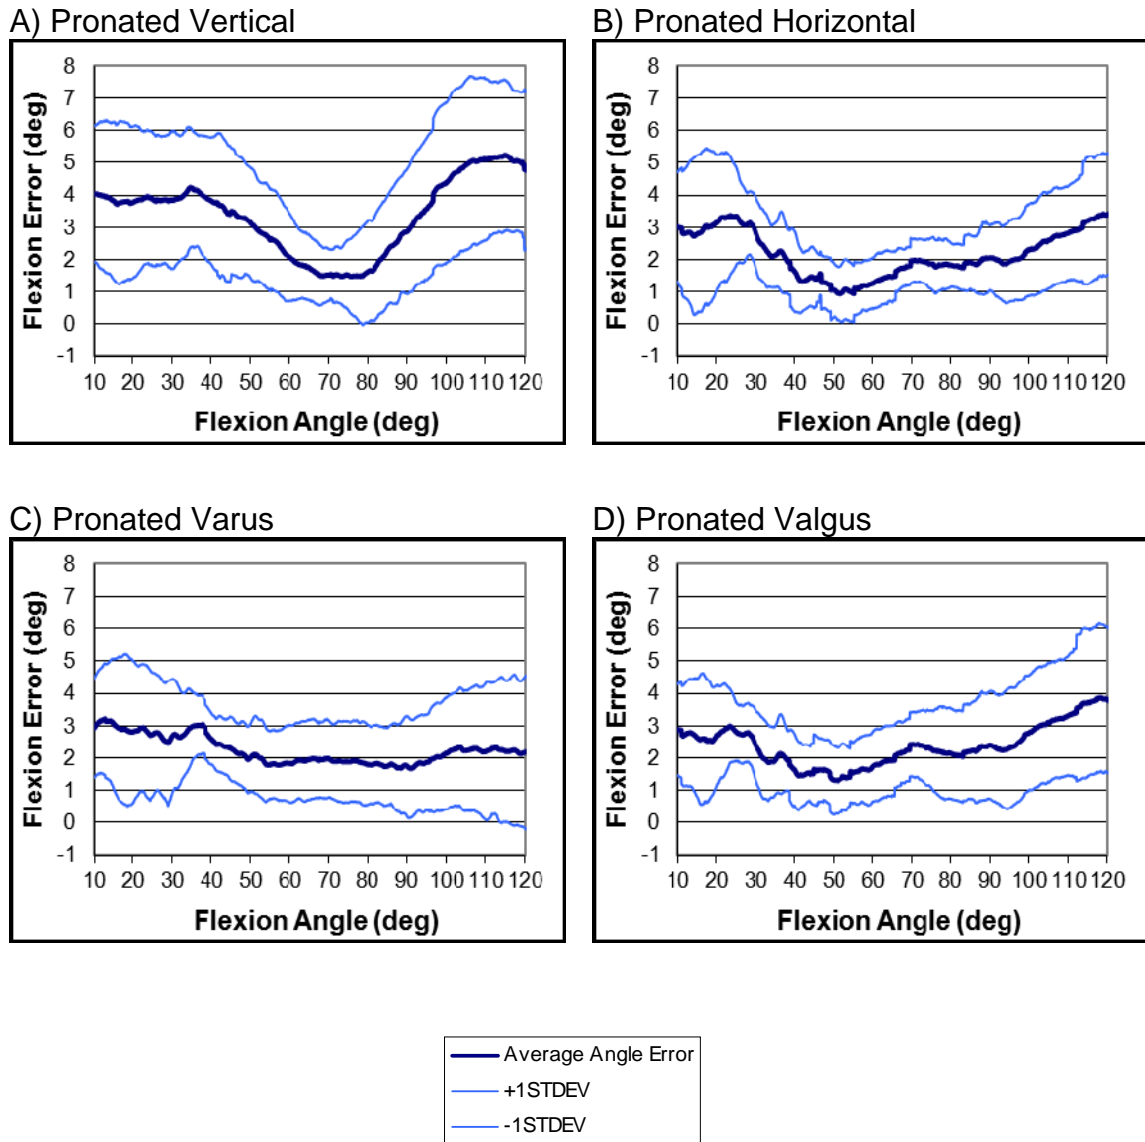 A) Pronated Vertical
8
7
6
5
4
3
2
1
0
-1
Flexion Error (deg)
10 20 30 40 50 60 70 80 90 100 110 120
Flexion Angle (deg)
B) Pronated Horizontal
8
7
6
5
4
3
2
1
0
-1
Flexion Error (deg)
10 20 30 40 50 60 70 80 90 100 110 120
Flexion Angle (deg)
C) Pronated Varus
8
7
6
5
4
3
2
1
0
-1
Flexion Error (deg)
10 20 30 40 50 60 70 80 90 100 110 120
Flexion Angle (deg)
D) Pronated Valgus
8
7
6
5
4
3
2
1
0
-1
Flexion Error (deg)
10 20 30 40 50 60 70 80 90 100 110 120
Flexion Angle (deg)
Average Angle Error
+1STDEV
-1STDEV